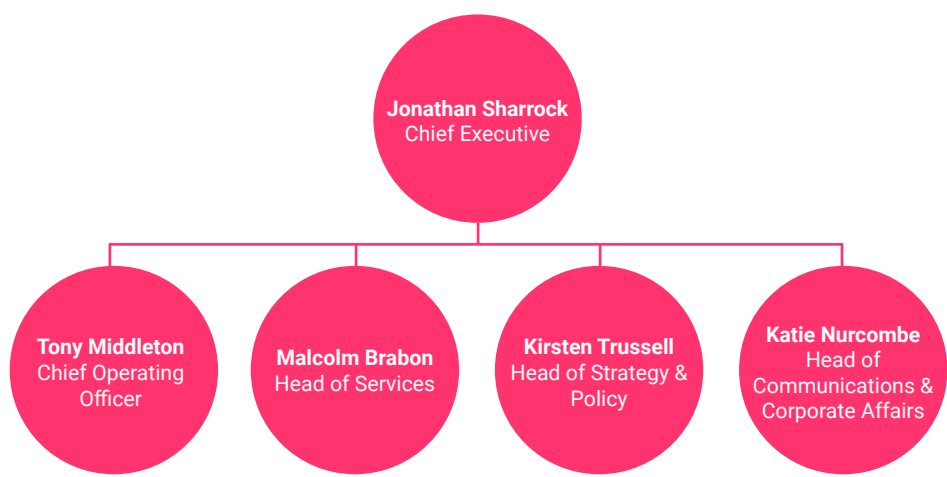 Jonathan Sharrock
Chief Executive
Tony Middleton
Chief Operating
Officer
Malcolm Brabon
Head of Services
Kirsten Trussell
Head of Strategy &
Policy
Katie Nurcombe
Head of
Communications &
Corporate Affairs